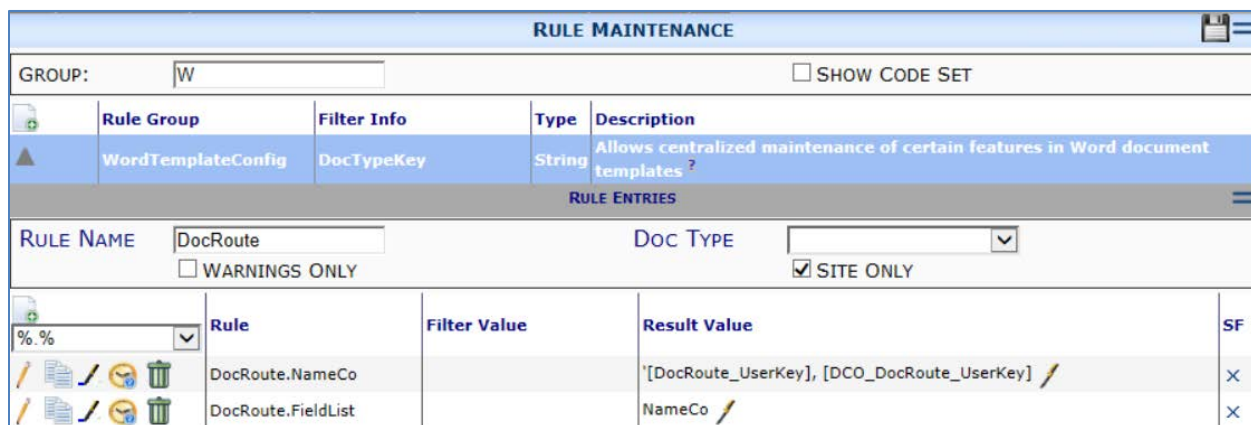 RULE MAINTENANCE
GROUP: W SHOW CODE SET
Rule Group Filter Info Type Description
WordTemplateConfig DocTypeKey String Allows centralized maintenance of certain features in Word document
templates ?
RULE ENTRIES
RULE NAME DocRoute DOC TYPE
WARNINGS ONLY SITE ONLY
%.% Rule Filter Value Result Value SF
DocRoute.NameCo '[DocRoute_UserKey], [DCO_DocRoute_UserKey] ×
DocRoute.FieldList NameCo ×